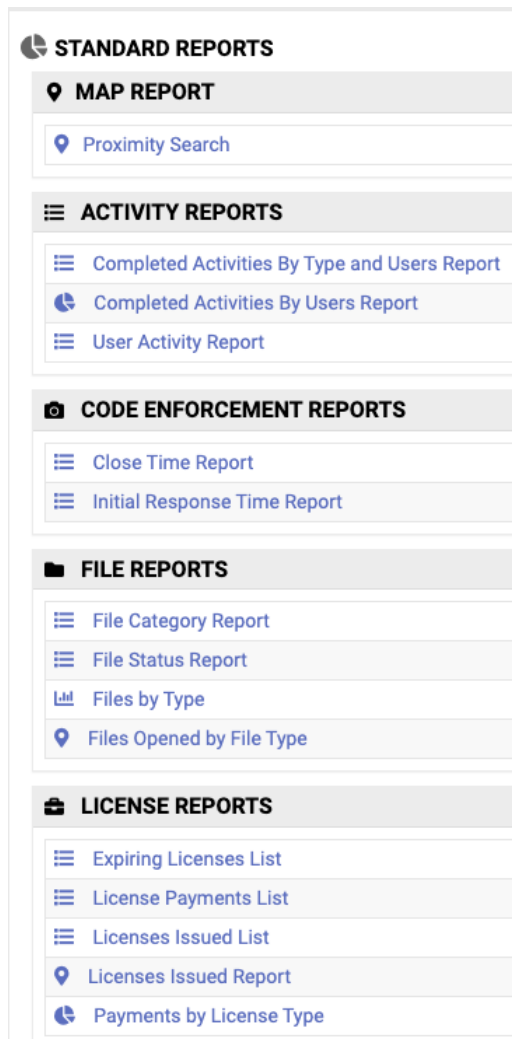 STANDARD REPORTS
MAP REPORT
Proximity Search
ACTIVITY REPORTS
Completed Activities By Type and Users Report
Completed Activities By Users Report
User Activity Report
CODE ENFORCEMENT REPORTS
Close Time Report
Initial Response Time Report
FILE REPORTS
File Category Report
File Status Report
Files by Type
Files Opened by File Type
LICENSE REPORTS
Expiring Licenses List
License Payments List
Licenses Issued List
Licenses Issued Report
Payments by License Type